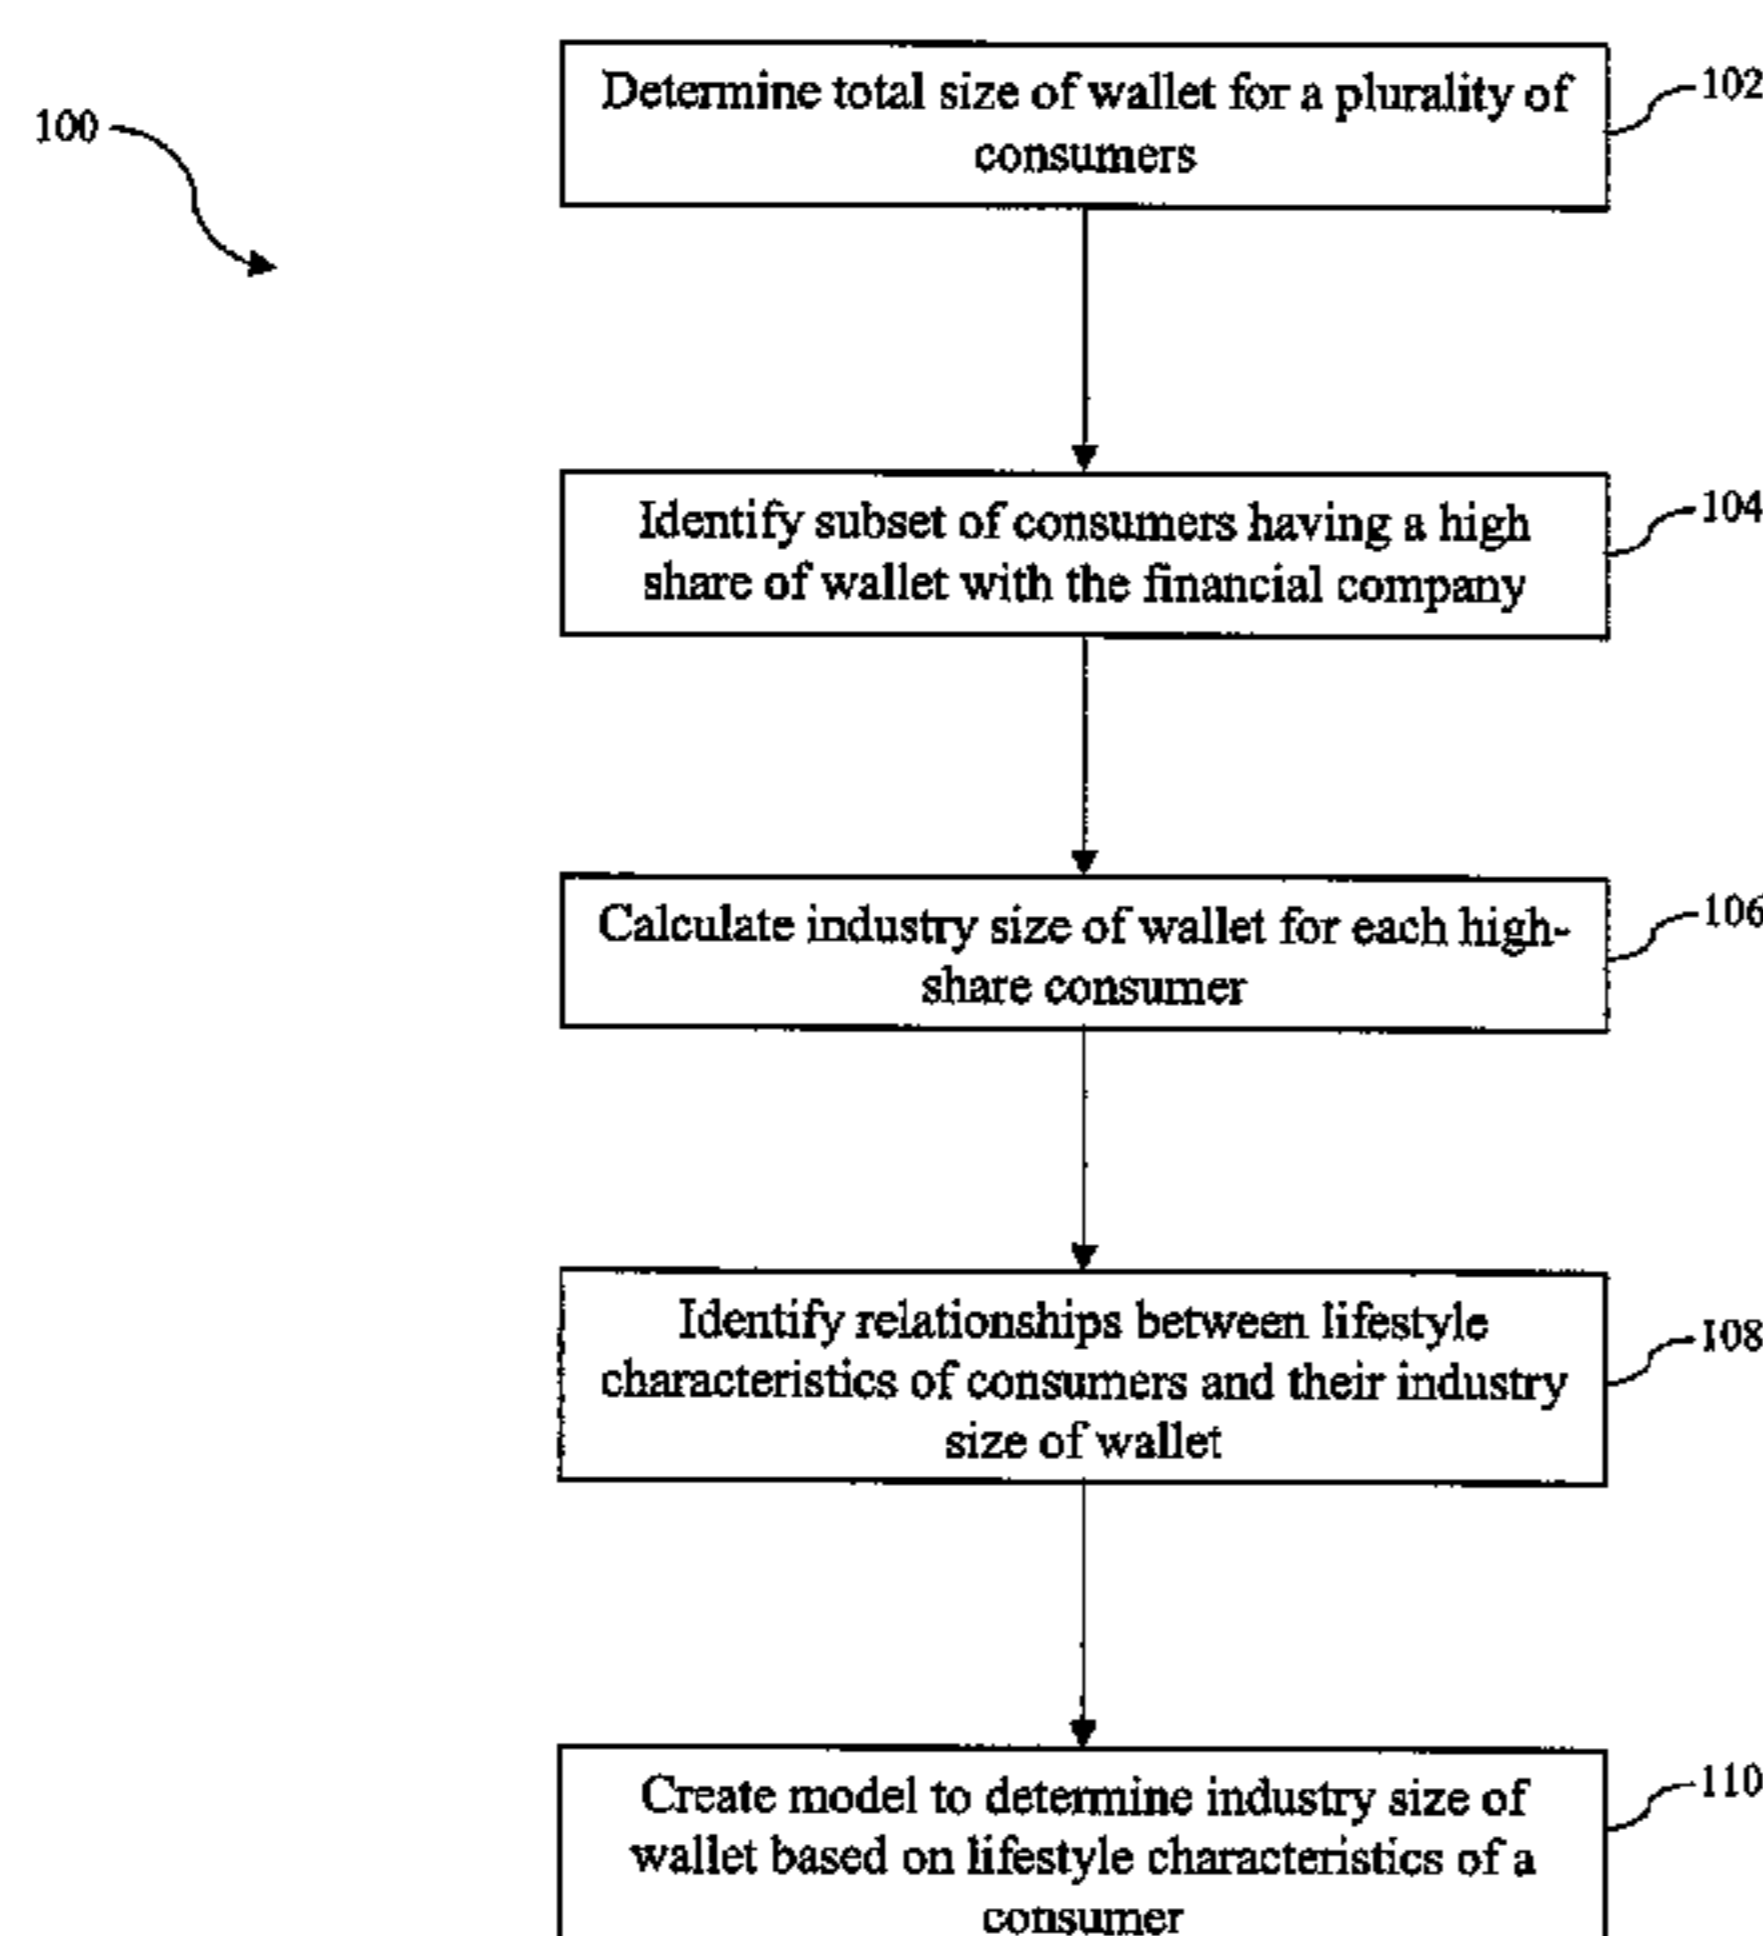 100
Determine total size of wallet for a plurality of
consumers
102
Identify subset of consumers having a high
share of wallet with the financial company
104
Calculate industry size of wallet for each high-
share consumer
106
Identify relationships between lifestyle
characteristics of consumers and their industry
size of wallet
108
Create model to determine industry size of
wallet based on lifestyle characteristics of a
consumer
110